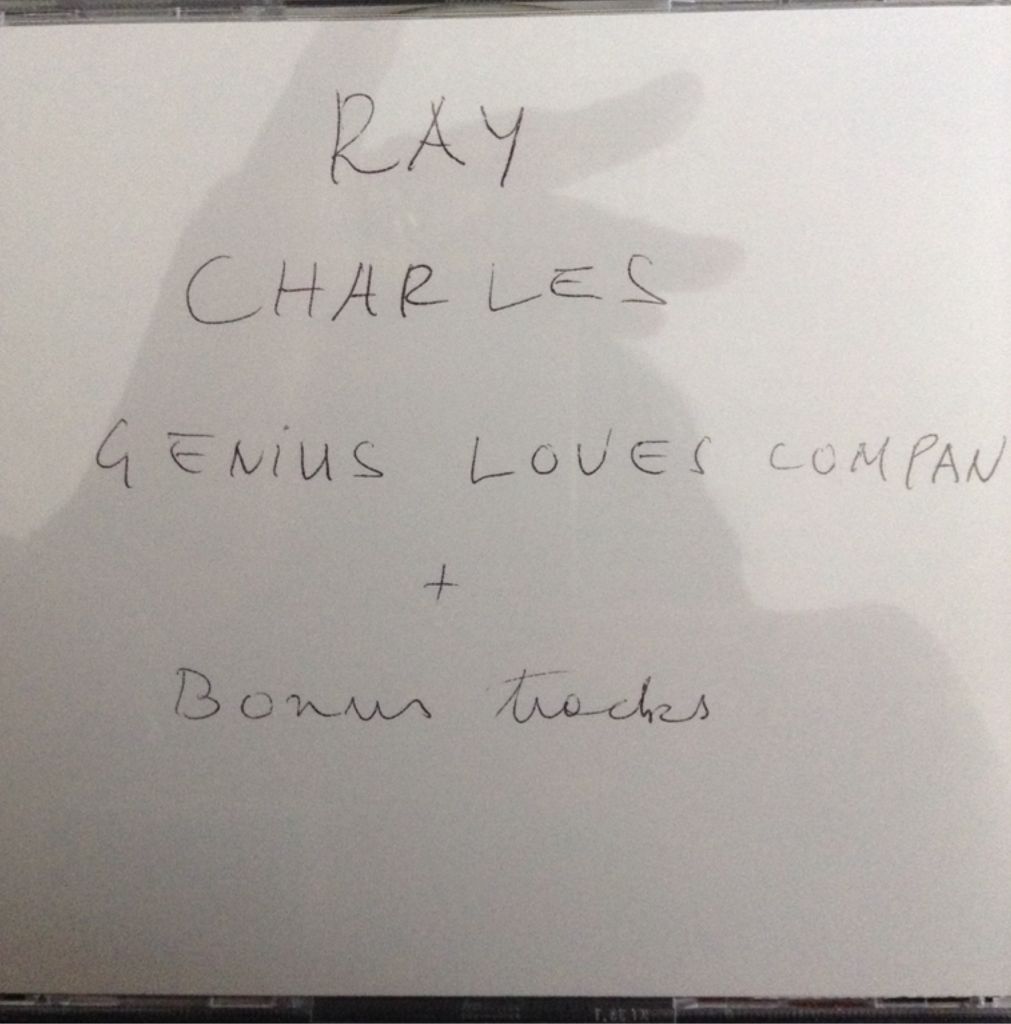 RAY
CHARLES
GENiUS LOVES COMPAN
+
Bonus tracks